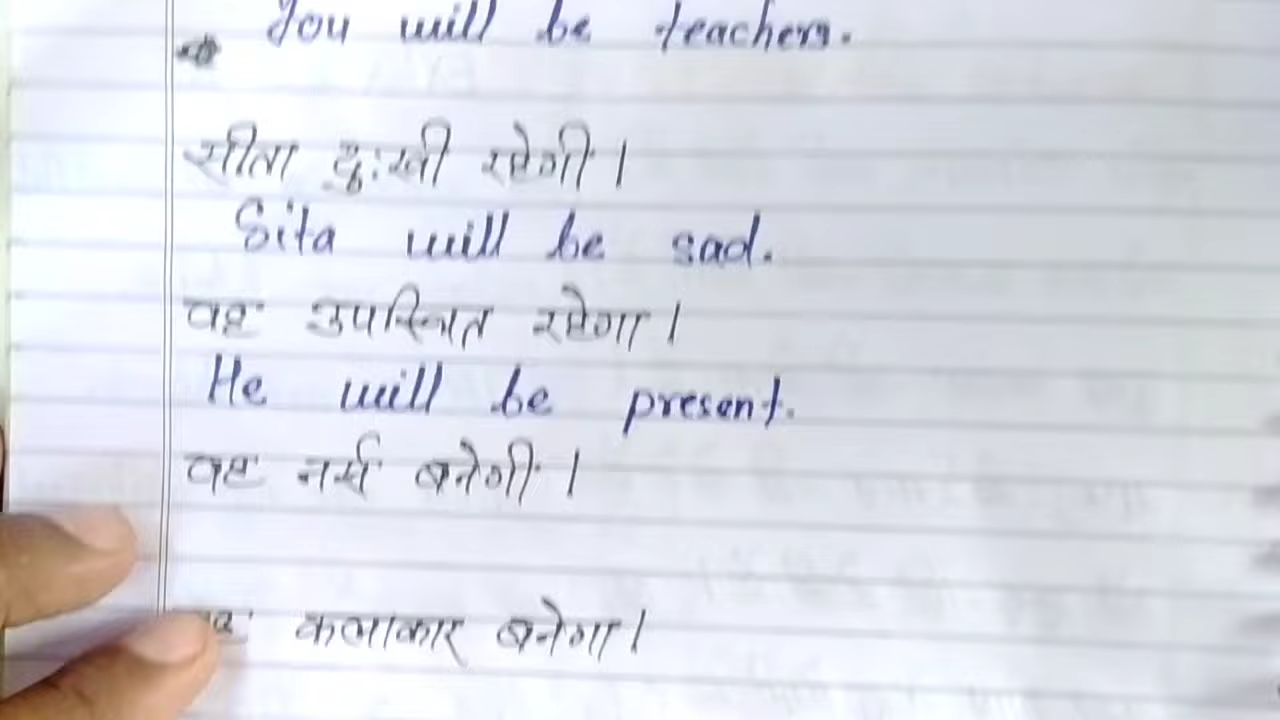 You will be teachers.
सीता दुःखी रहेगी।
Sita will be sad.
वह उपस्थित रहेगा।
He will be present.
वह नर्स बनेगी।
वह कलाकार बनेगा।